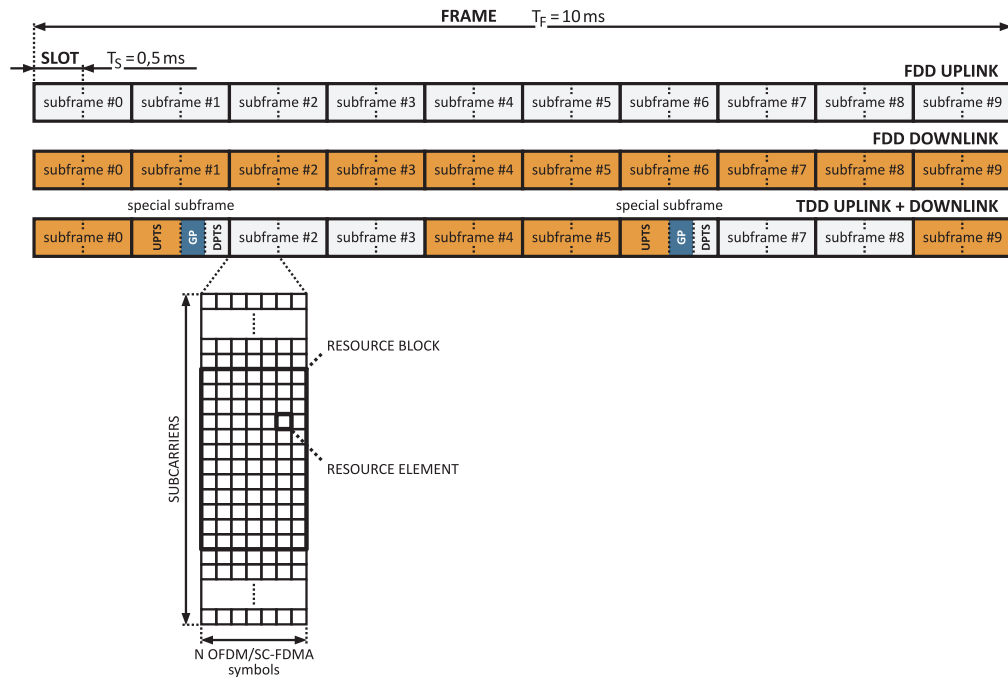 FRAME T_F = 10 ms
SLOT T_S = 0,5 ms
FDD UPLINK
subframe #0 subframe #1 subframe #2 subframe #3 subframe #4 subframe #5 subframe #6 subframe #7 subframe #8 subframe #9
FDD DOWNLINK
subframe #0 subframe #1 subframe #2 subframe #3 subframe #4 subframe #5 subframe #6 subframe #7 subframe #8 subframe #9
special subframe special subframe TDD UPLINK + DOWNLINK
subframe #0 UPTS GP DPTS subframe #2 subframe #3 subframe #4 subframe #5 UPTS GP DPTS subframe #7 subframe #8 subframe #9
RESOURCE BLOCK
SUBCARRIERS
RESOURCE ELEMENT
N OFDM/SC-FDMA
symbols